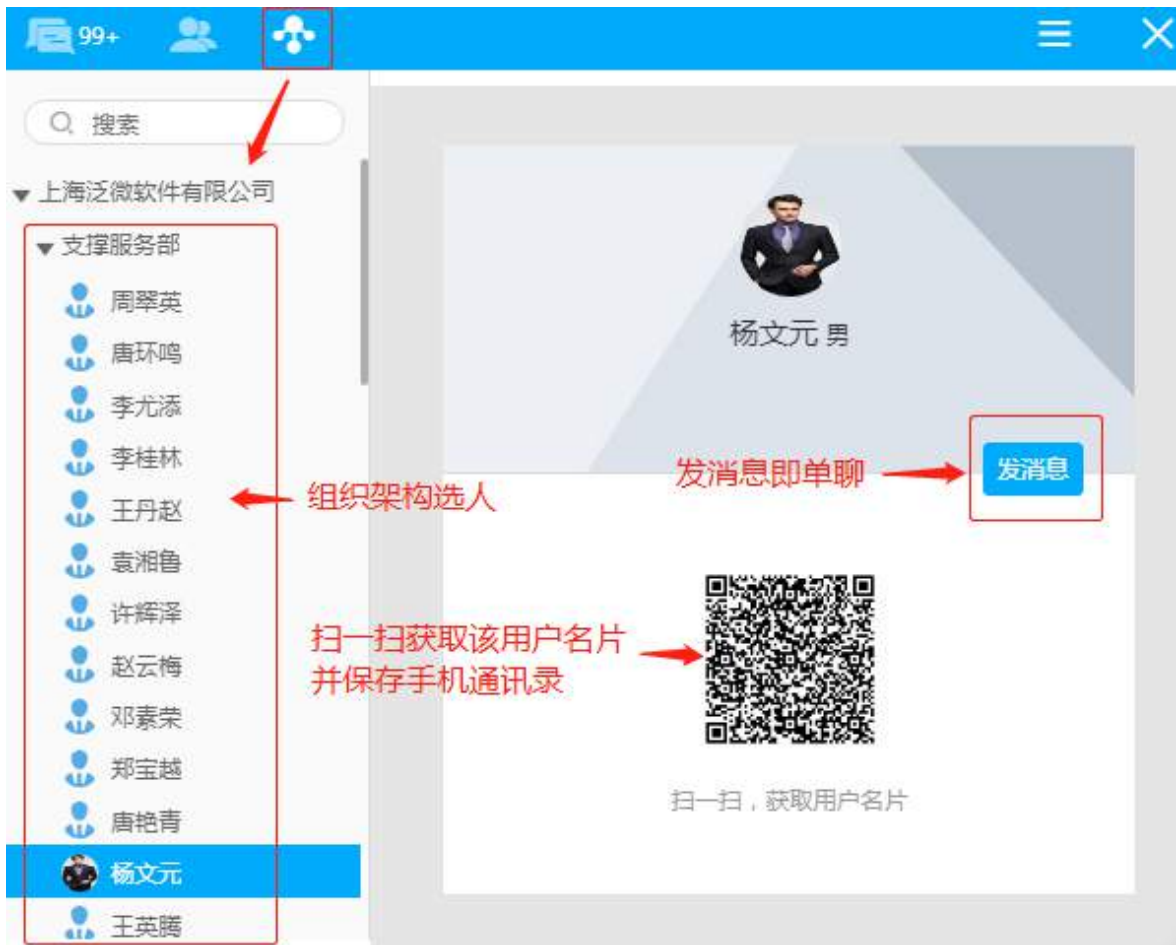 99+
搜索
上海泛微软件有限公司
支撑服务部
周翠英
唐环鸣
李尤添
李桂林
王丹赵
袁湘鲁
许辉泽
赵云梅
邓素荣
郑宝越
唐艳青
杨文元
王英腾
组织架构选人
杨文元 男
发消息即单聊
发消息
扫一扫获取该用户名片
并保存手机通讯录
扫一扫，获取用户名片